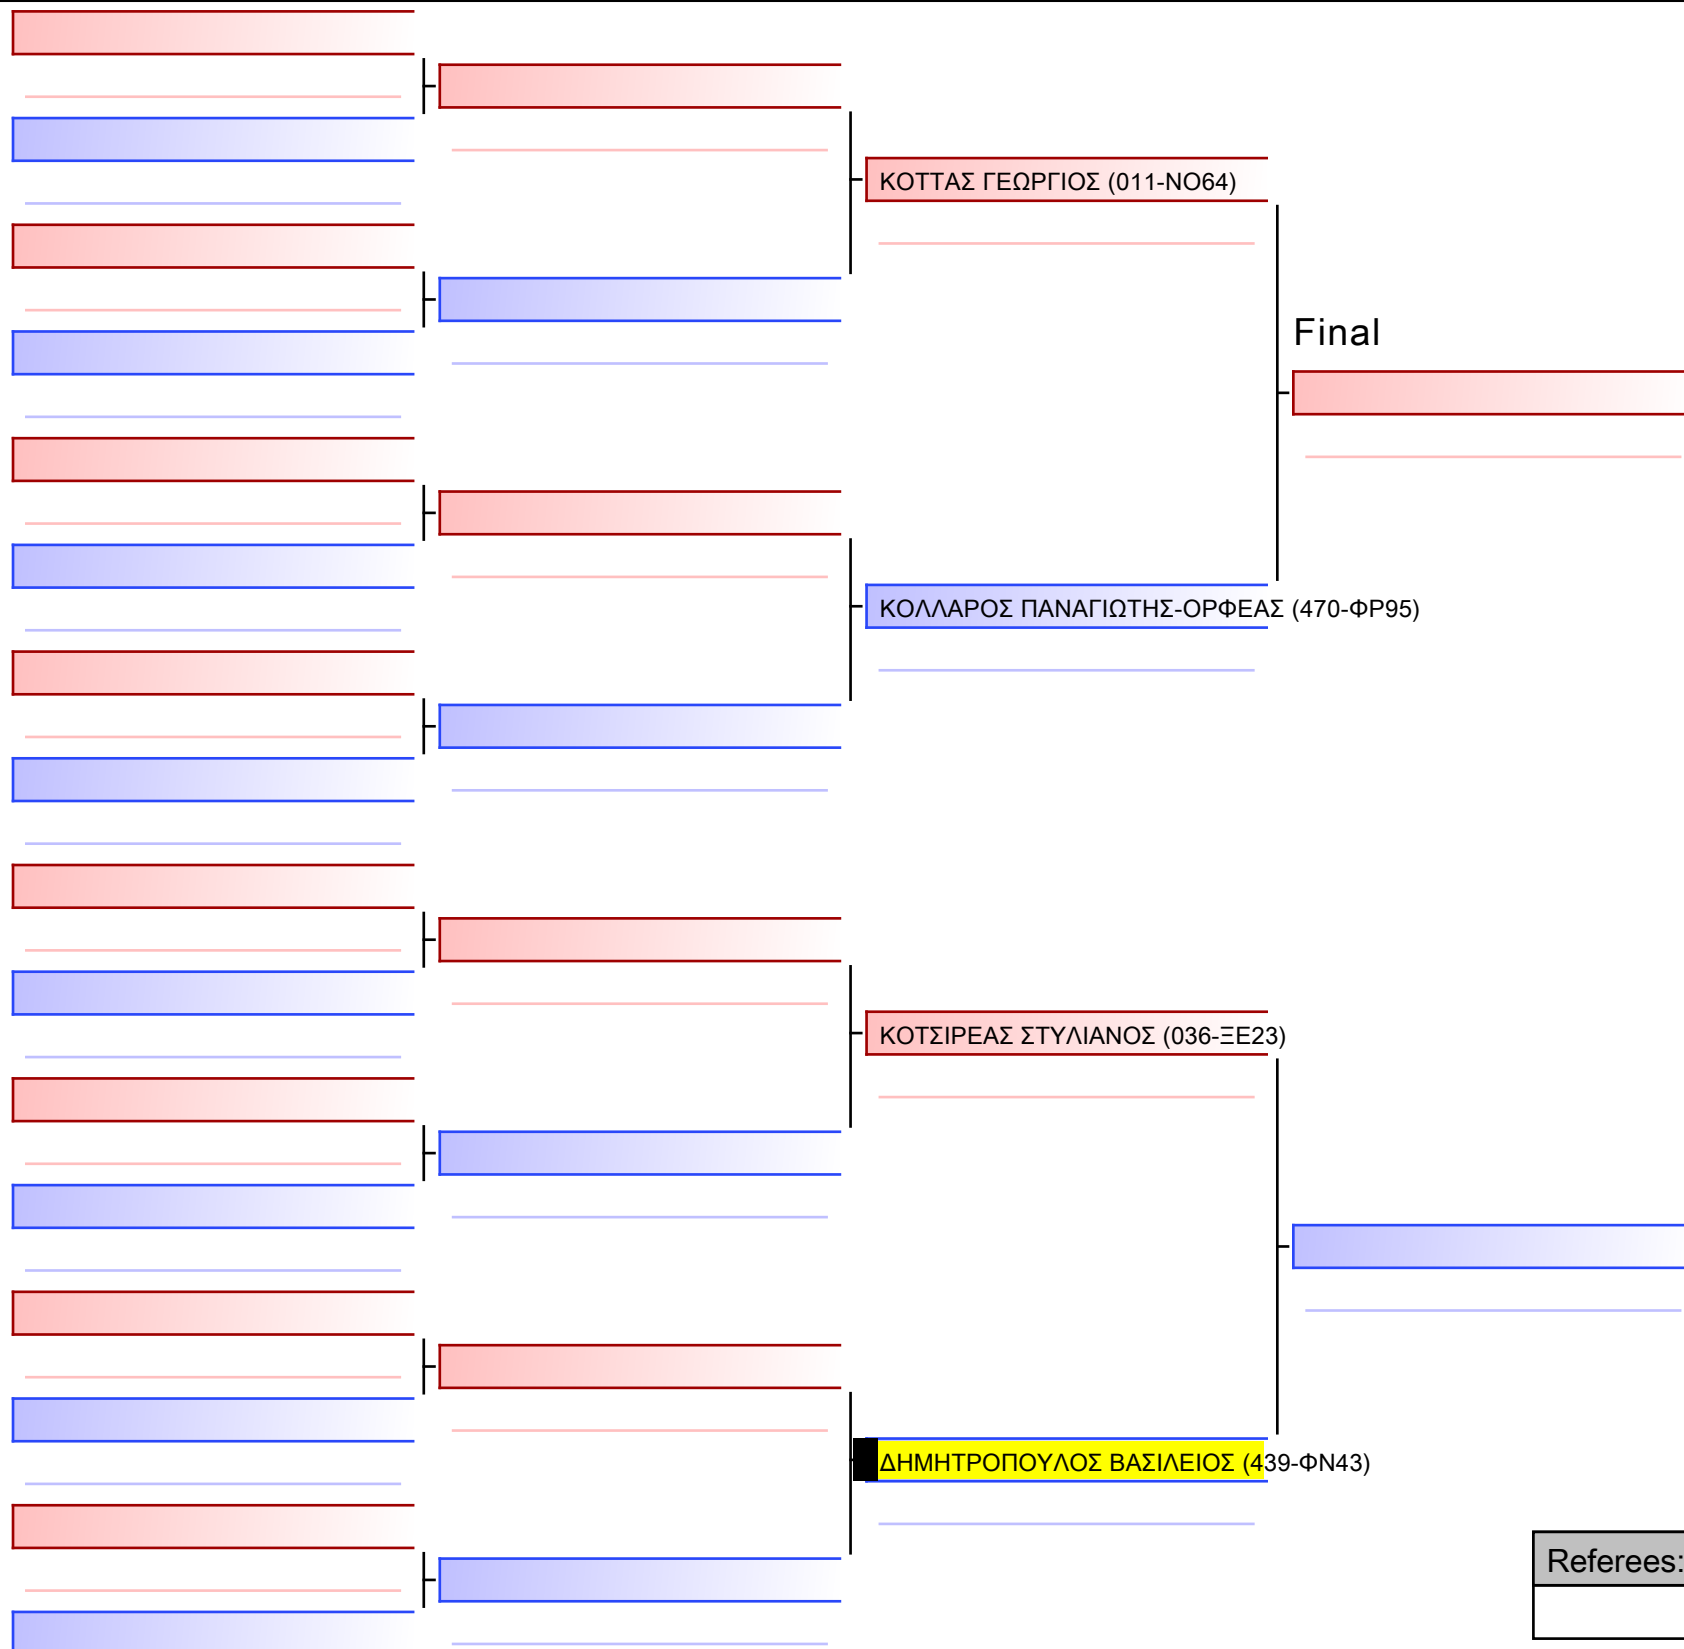 ΚΟΤΤΑΣ ΓΕΩΡΓΙΟΣ (011-ΝΟ64)
Final
ΚΟΛΛΑΡΟΣ ΠΑΝΑΓΙΩΤΗΣ-ΟΡΦΕΑΣ (470-ΦΡ95)
ΚΟΤΣΙΡΕΑΣ ΣΤΥΛΙΑΝΟΣ (036-ΞΕ23)
ΔΗΜΗΤΡΟΠΟΥΛΟΣ ΒΑΣΙΛΕΙΟΣ (439-ΦΝ43)
Referees: